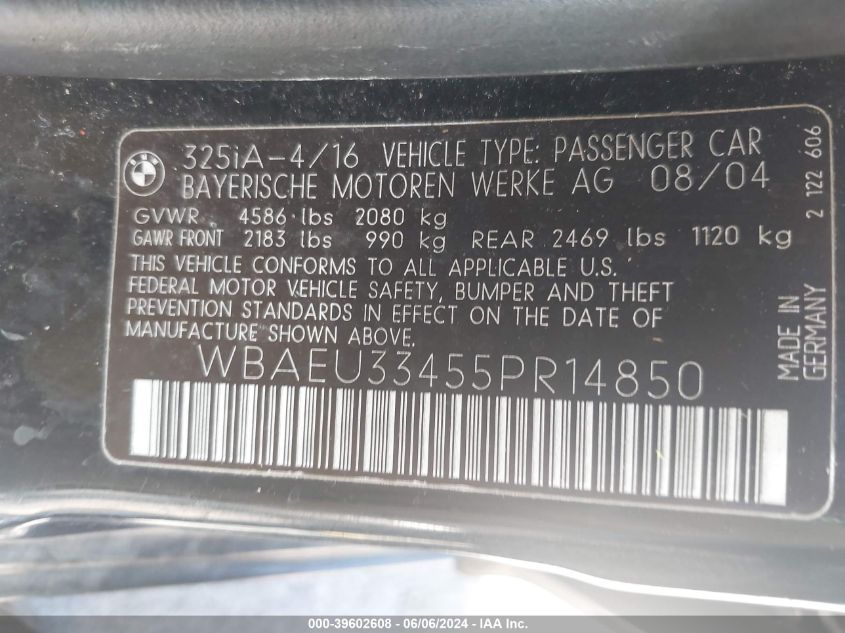 BMW
325iA-4/16 VEHICLE TYPE: PASSENGER CAR
BAYERISCHE MOTOREN WERKE AG 08/04
GVWR 4586 lbs 2080 kg
GAWR FRONT 2183 lbs 990 kg REAR 2469 lbs 1120 kg
THIS VEHICLE CONFORMS TO ALL APPLICABLE U.S.
FEDERAL MOTOR VEHICLE SAFETY, BUMPER AND THEFT
PREVENTION STANDARDS IN EFFECT ON THE DATE OF
MANUFACTURE SHOWN ABOVE.
WBAEU33455PR14850
2 122 606
MADE IN
GERMANY
000-39602608 - 06/06/2024 - IAA Inc.